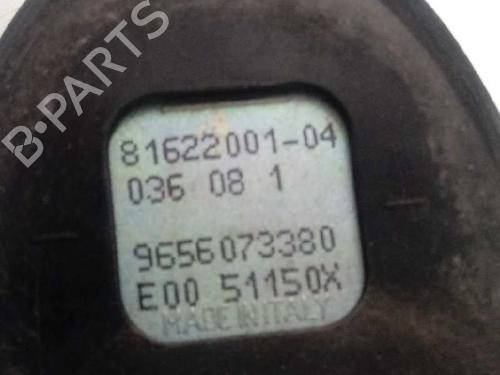 B-PARTS
81622001-04
036 08 1
9656073380
E00 51150X
MADE IN ITALY